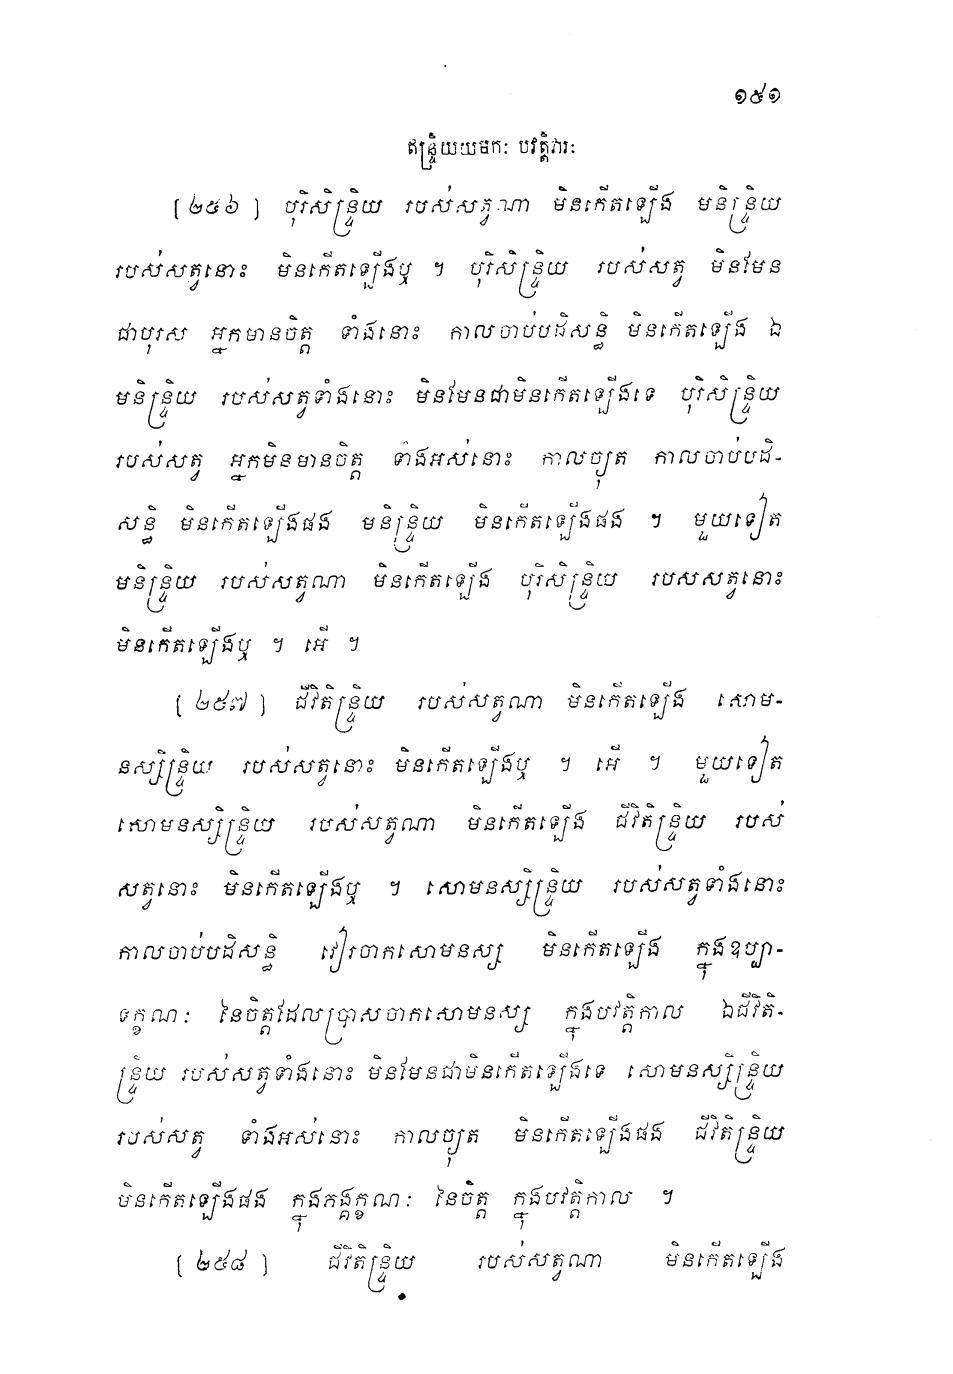 ១៥១
ឥន្ទ្រិយយមកៈ បវត្តិវារៈ
[ ២៥៦ ] បុរិសិន្ទ្រិយ របស់សត្វណា មិនកើតឡើង មនិន្ទ្រិយ
របស់សត្វនោះ មិនកើតឡើងឬ ។ បុរិសិន្ទ្រិយ របស់សត្វ មិនមែន
ជាបុរស អ្នកមានចិត្ត ទាំងនោះ កាលចាប់បដិសន្ធិ មិនកើតឡើង ឯ
មនិន្ទ្រិយ របស់សត្វទាំងនោះ មិនមែនជាមិនកើតឡើងទេ បុរិសិន្ទ្រិយ
របស់សត្វ អ្នកមិនមានចិត្ត ទាំងអស់នោះ កាលច្យុត កាលចាប់បដិ-
សន្ធិ មិនកើតឡើងផង មនិន្ទ្រិយ មិនកើតឡើងផង ។ មួយទៀត
មនិន្ទ្រិយ របស់សត្វណា មិនកើតឡើង បុរិសិន្ទ្រិយ របសសត្វនោះ
មិនកើតឡើងឬ ។ អើ ។
[ ២៥៧ ] ជីវិតិន្ទ្រិយ របស់សត្វណា មិនកើតឡើង សោម-
នស្សិន្ទ្រិយ របស់សត្វនោះ មិនកើតឡើងឬ ។ អើ ។ មួយទៀត
សោមនស្សិន្ទ្រិយ របស់សត្វណា មិនកើតឡើង ជីវិតិន្ទ្រិយ របស់
សត្វនោះ មិនកើតឡើងឬ ។ សោមនស្សិន្ទ្រិយ របស់សត្វទាំងនោះ
កាលចាប់បដិសន្ធិ វៀរចាកសោមនស្ស មិនកើតឡើង ក្នុងឧប្បា-
ទក្ខណៈ នៃចិត្តដែលប្រាសចាកសោមនស្ស ក្នុងបវត្តិកាល ឯជីវិតិ-
ន្ទ្រិយ របស់សត្វទាំងនោះ មិនមែនជាមិនកើតឡើងទេ សោមនស្សិន្ទ្រិយ
របស់សត្វ ទាំងអស់នោះ កាលច្យុត មិនកើតឡើងផង ជីវិតិន្ទ្រិយ
មិនកើតឡើងផង ក្នុងភង្គក្ខណៈ នៃចិត្ត ក្នុងបវត្តិកាល ។
[ ២៥៨ ] ជីវិតិន្ទ្រិយ របស់សត្វណា មិនកើតឡើង